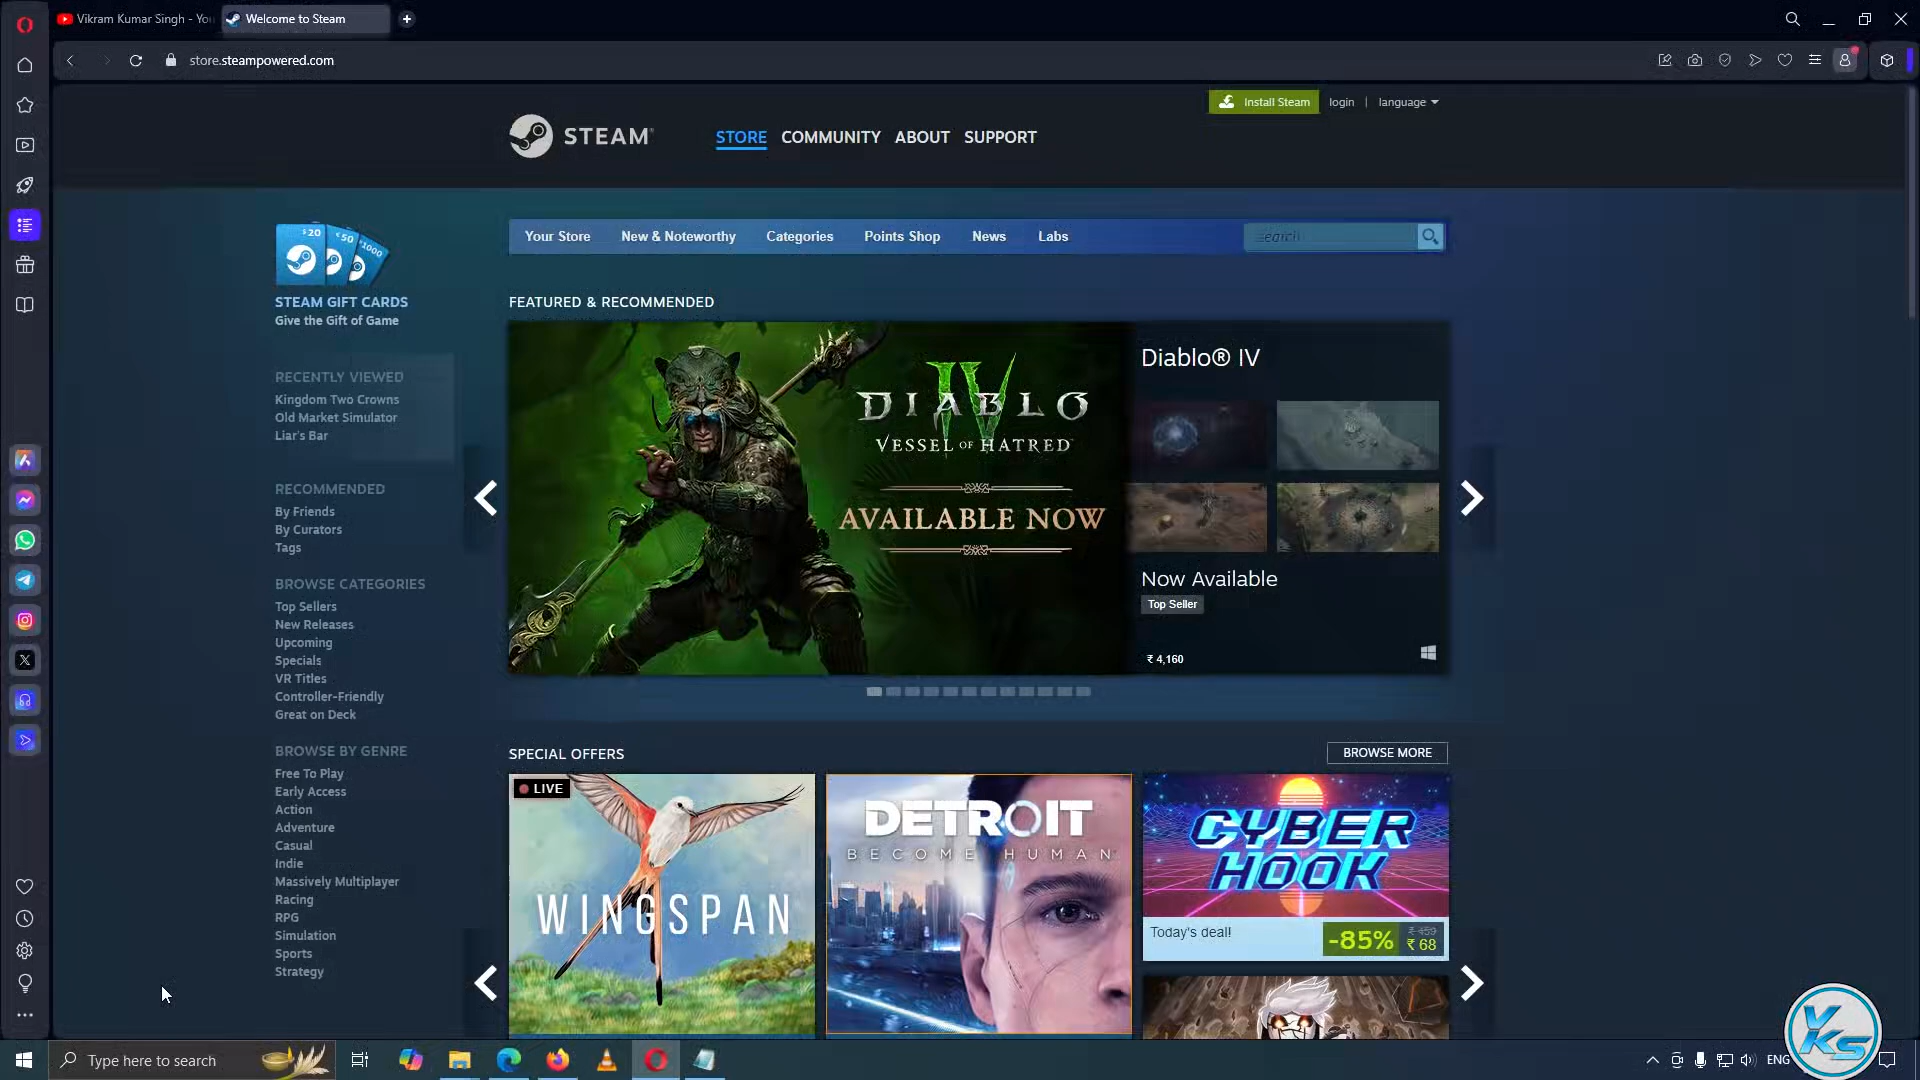 Vikram Kumar Singh - You
Welcome to Steam
store.steampowered.com
Install Steam
login | language
STEAM®
STORE COMMUNITY ABOUT SUPPORT
$20 €50 ¥1000
STEAM GIFT CARDS
Give the Gift of Game
Your Store New & Noteworthy Categories Points Shop News Labs
search
RECENTLY VIEWED
Kingdom Two Crowns
Old Market Simulator
Liar's Bar
RECOMMENDED
By Friends
By Curators
Tags
BROWSE CATEGORIES
Top Sellers
New Releases
Upcoming
Specials
VR Titles
Controller-Friendly
Great on Deck
BROWSE BY GENRE
Free To Play
Early Access
Action
Adventure
Casual
Indie
Massively Multiplayer
Racing
RPG
Simulation
Sports
Strategy
FEATURED & RECOMMENDED
IV
DIABLO
VESSEL OF HATRED
AVAILABLE NOW
Diablo® IV
Now Available
Top Seller
₹ 4,160
SPECIAL OFFERS
BROWSE MORE
LIVE
WINGSPAN
DETROIT
BECOME HUMAN
CYBER
HOOK
Today's deal!
-85%
₹ 459
₹ 68
Type here to search
ENG
VKS